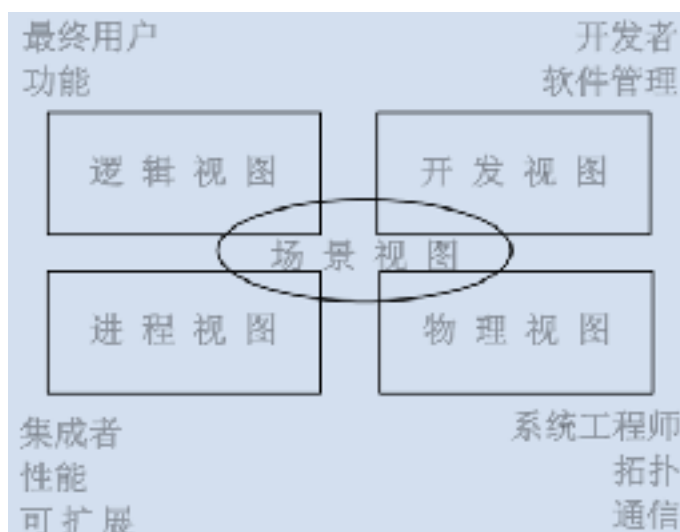 最终用户
功能
开发者
软件管理
逻辑视图
开发视图
场景视图
进程视图
物理视图
集成者
性能
可扩展
系统工程师
拓扑
通信